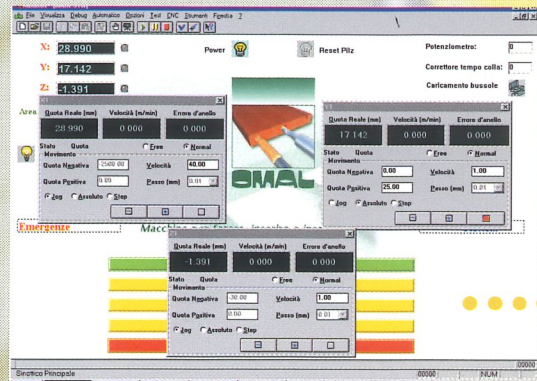 File Visualizza Debug Automatico Opzioni Test CNC Strumenti Finestra ?
X: 28.990
Power
Reset Pilz
Potenziometro: 0
Y: 17.142
Correttore tempo colla: 0
Z: -1.391
Caricamento bussole
Area
Quota Reale (mm) Velocità (m/min) Errore d'anello
28.990 0.000 0.000
Stato Quota Free Normal
Movimento
Quota Negativa -2500.00 Velocità 40.00
Quota Positiva 0.00 Passo (mm) 0.01
Jog Assoluto Step
Quota Reale (mm) Velocità (m/min) Errore d'anello
17.142 0.000 0.000
Stato Quota Free Normal
Movimento
Quota Negativa 0.00 Velocità 1.00
Quota Positiva 25.00 Passo (mm) 0.01
Jog Assoluto Step
OMAL
Emergenze
Quota Reale (mm) Velocità (m/min) Errore d'anello
-1.391 0.000 0.000
Stato Quota Free Normal
Movimento
Quota Negativa -30.00 Velocità 1.00
Quota Positiva 0.00 Passo (mm) 0.01
Jog Assoluto Step
00000
Sinottico Principale 00000 NUM